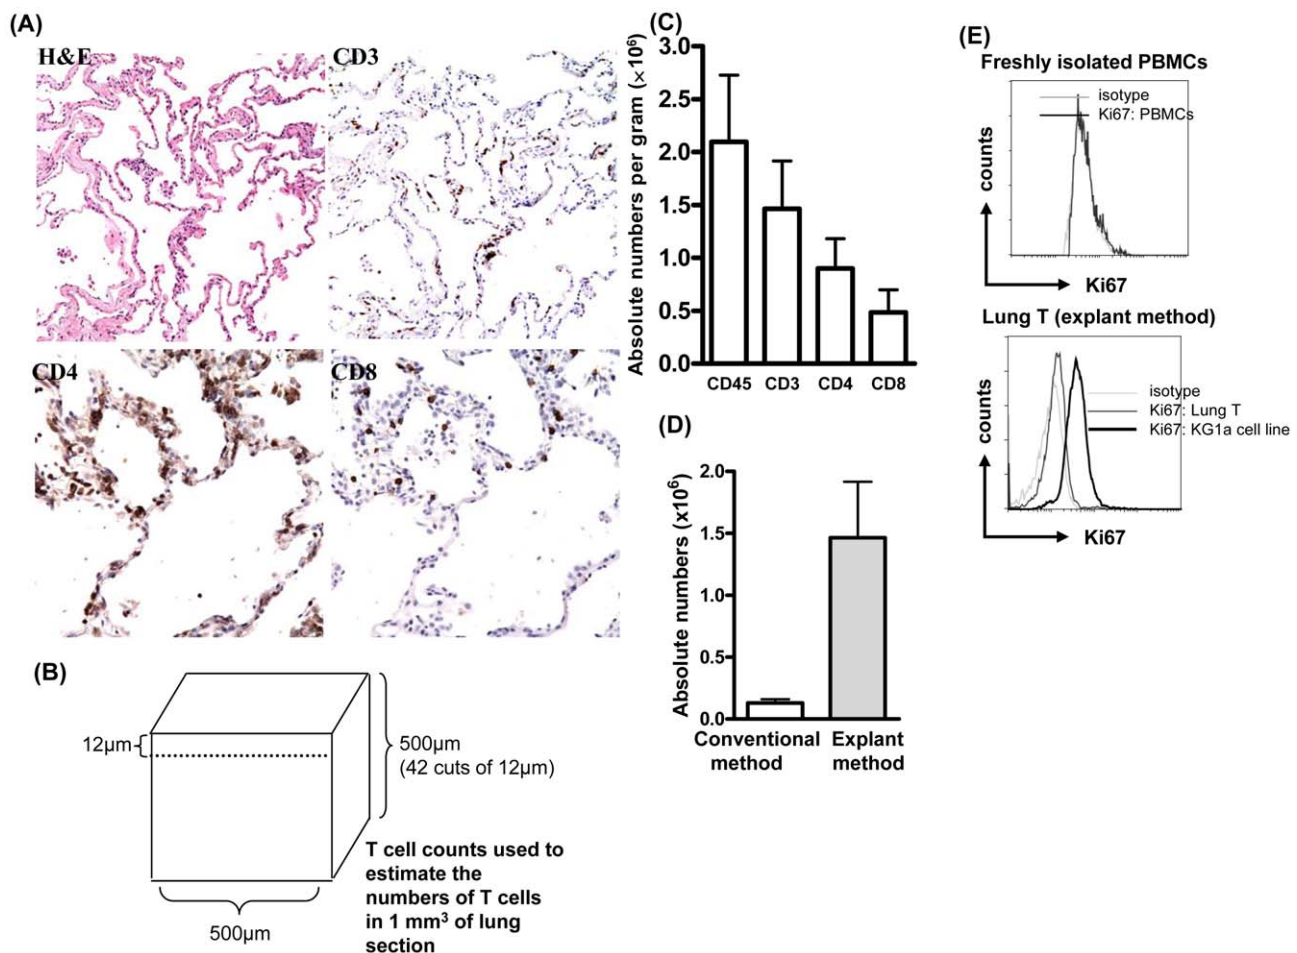 (A)
H&E
CD3
CD4
CD8
(B)
12µm
500µm
(42 cuts of 12µm)
500µm
T cell counts used to
estimate the
numbers of T cells
in 1 mm³ of lung
section
(C)
Absolute numbers per gram (×10⁶)
3.0
2.5
2.0
1.5
1.0
0.5
0.0
CD45 CD3 CD4 CD8
(D)
Absolute numbers (x10⁶)
2.0
1.5
1.0
0.5
0.0
Conventional method
Explant method
(E)
Freshly isolated PBMCs
isotype
Ki67: PBMCs
counts
Ki67
Lung T (explant method)
isotype
Ki67: Lung T
Ki67: KG1a cell line
counts
Ki67